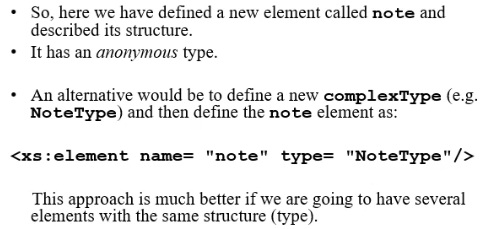 • So, here we have defined a new element called note and
described its structure.
• It has an anonymous type.
• An alternative would be to define a new complexType (e.g.
NoteType) and then define the note element as:
<xs:element name= "note" type= "NoteType"/>
This approach is much better if we are going to have several
elements with the same structure (type).